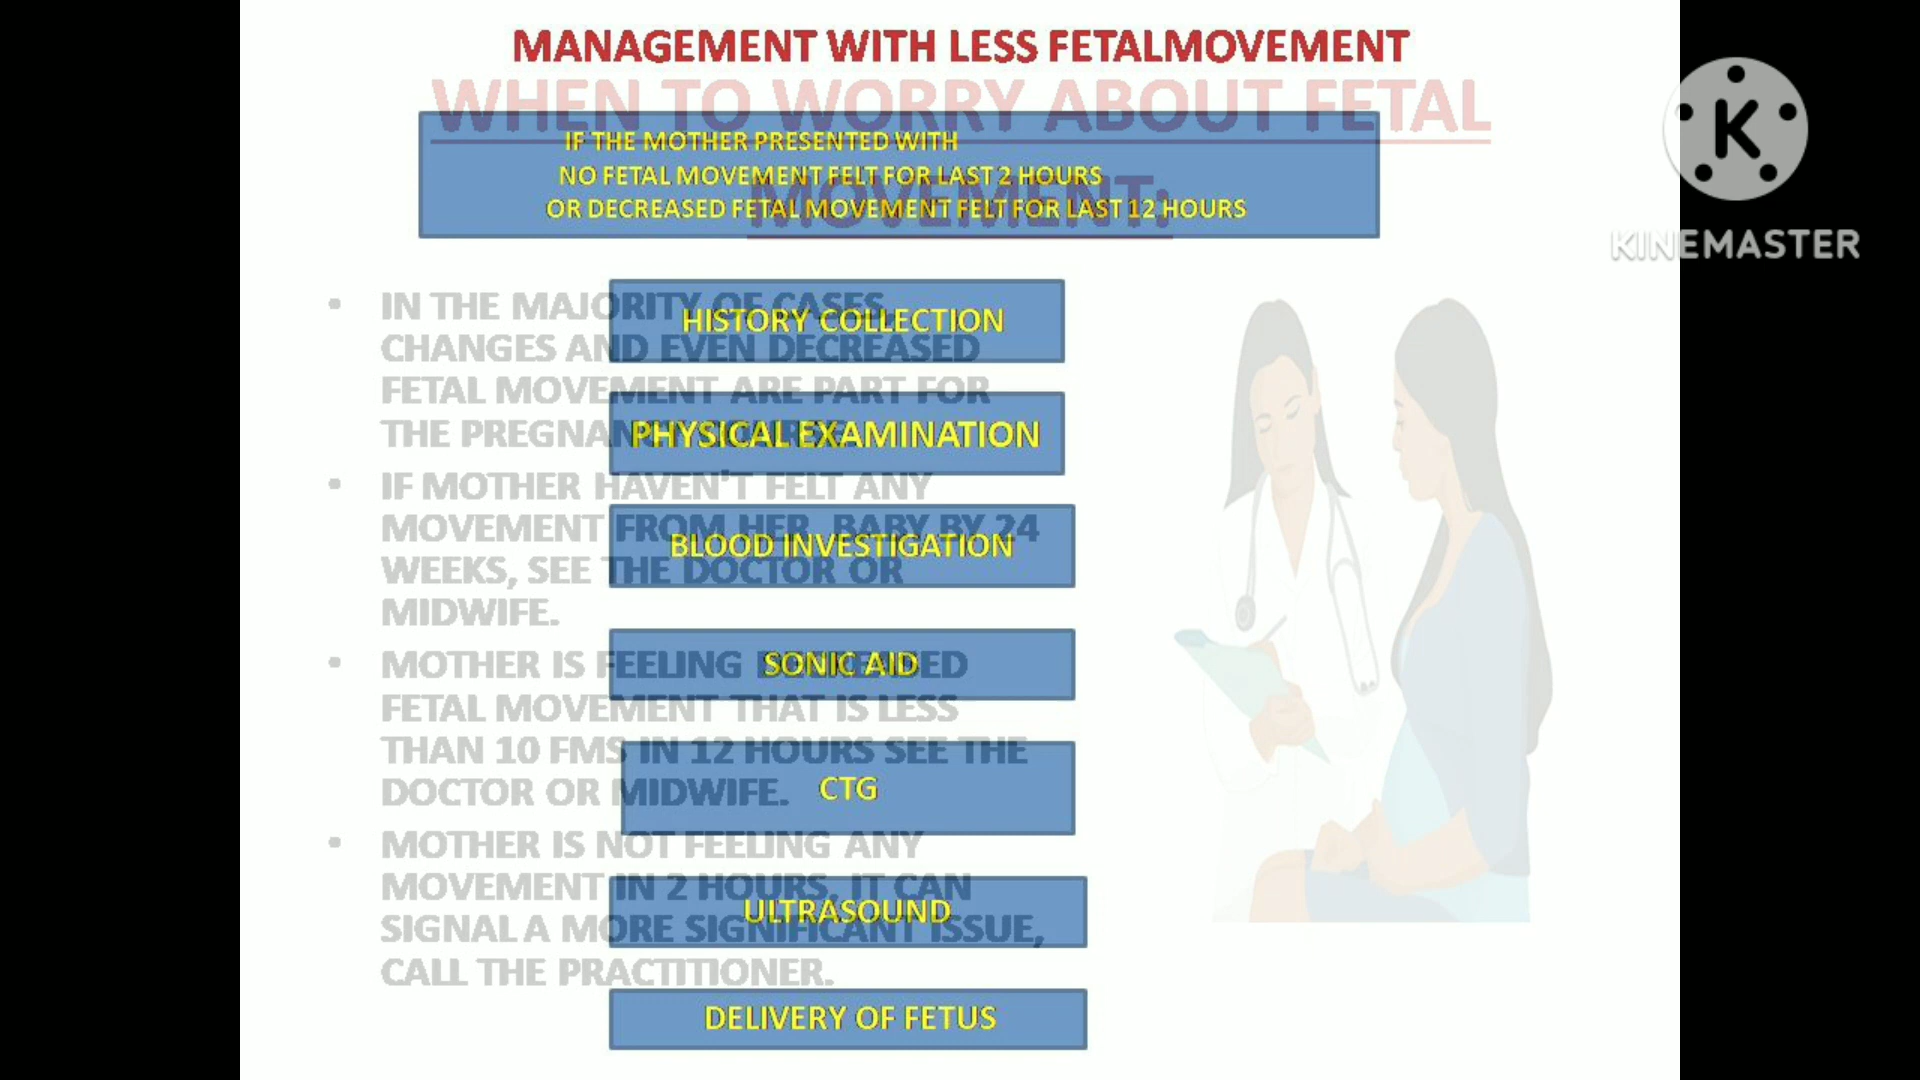 MANAGEMENT WITH LESS FETALMOVEMENT
WHEN TO WORRY ABOUT FETAL
MOVEMENT:
IF THE MOTHER PRESENTED WITH
NO FETAL MOVEMENT FELT FOR LAST 2 HOURS
OR DECREASED FETAL MOVEMENT FELT FOR LAST 12 HOURS
HISTORY COLLECTION
PHYSICAL EXAMINATION
BLOOD INVESTIGATION
SONIC AID
CTG
ULTRASOUND
DELIVERY OF FETUS
• IN THE MAJORITY OF CASES,
CHANGES AND EVEN DECREASED
FETAL MOVEMENT ARE PART FOR
THE
• IF MOTHER HAVEN'T FELT ANY
MOVEMENT FROM HER BABY BY 24
WEEKS, SEE THE DOCTOR OR
MIDWIFE.
• MOTHER IS FEELING DECREASED
FETAL MOVEMENT THAT IS LESS
THAN 10 FMS IN 12 HOURS SEE THE
DOCTOR OR MIDWIFE.
• MOTHER IS NOT FEELING ANY
MOVEMENT IN 2 HOURS, IT CAN
SIGNAL A MORE SIGNIFICANT ISSUE,
CALL THE PRACTITIONER.
K
KINEMASTER